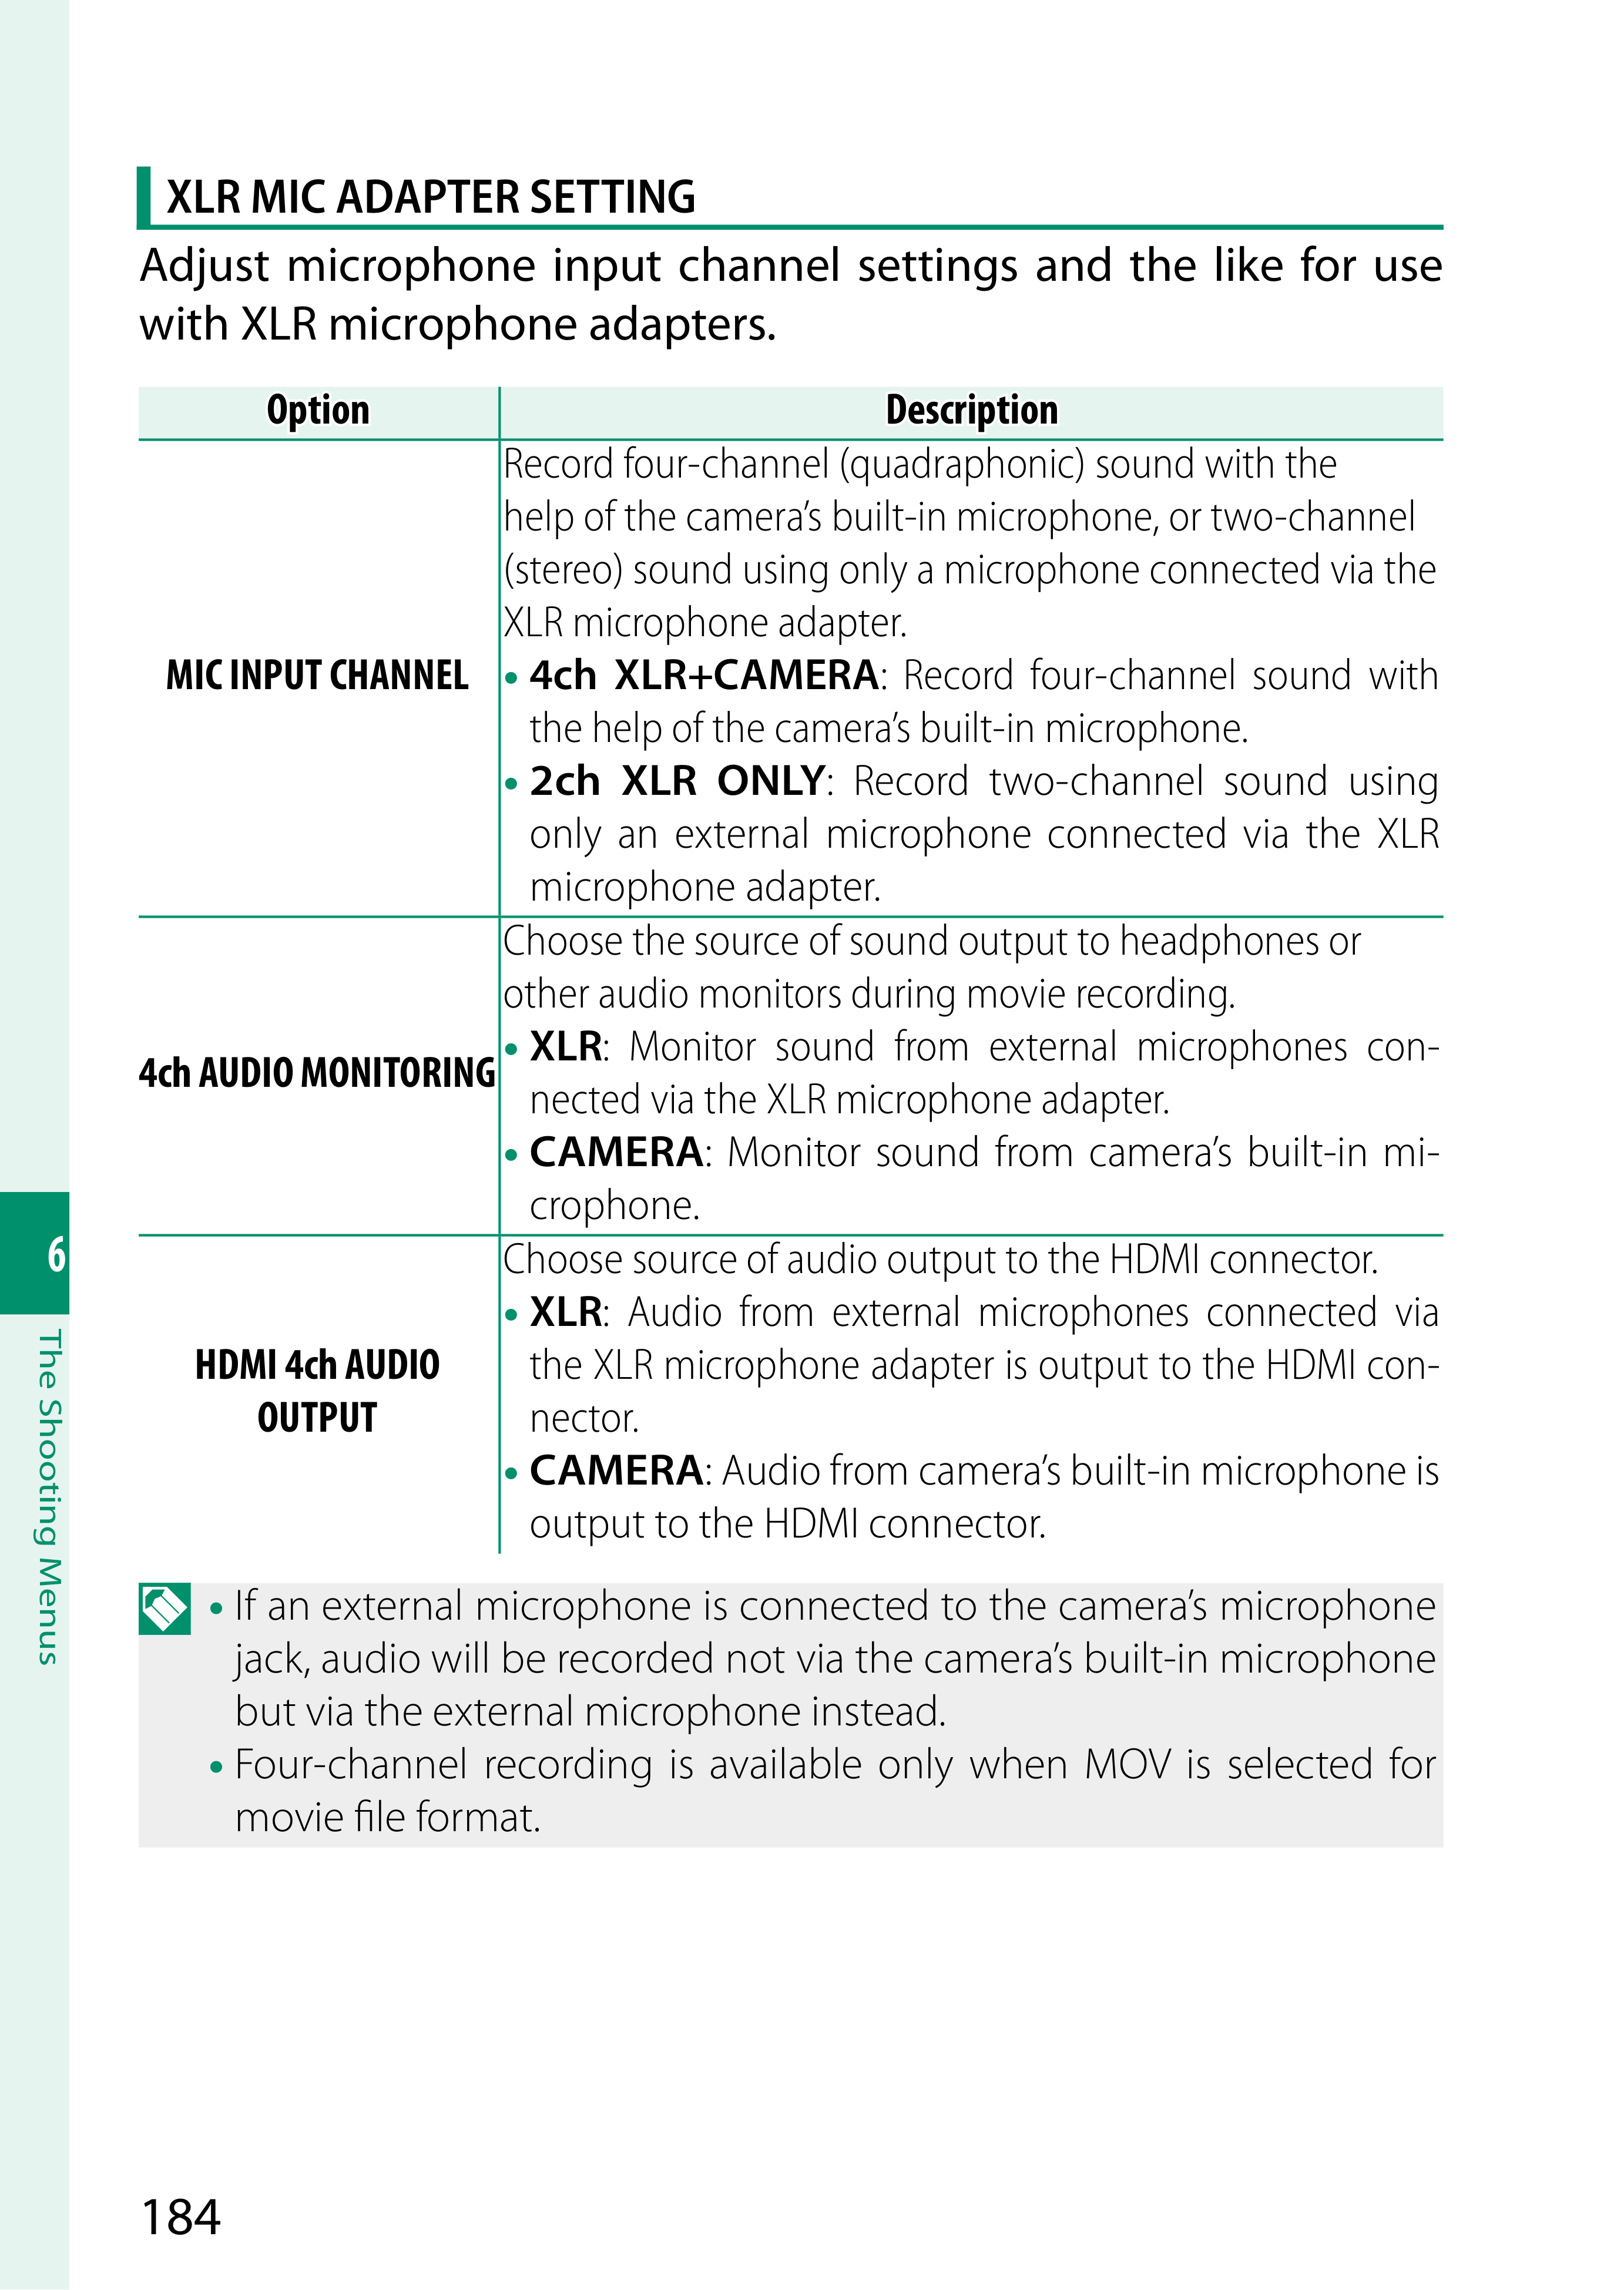 XLR MIC ADAPTER SETTING
Adjust microphone input channel settings and the like for use
with XLR microphone adapters.
Option
Description
MIC INPUT CHANNEL
Record four-channel (quadraphonic) sound with the
help of the camera’s built-in microphone, or two-channel
(stereo) sound using only a microphone connected via the
XLR microphone adapter.
• 4ch XLR+CAMERA: Record four-channel sound with
the help of the camera’s built-in microphone.
• 2ch XLR ONLY: Record two-channel sound using
only an external microphone connected via the XLR
microphone adapter.
4ch AUDIO MONITORING
Choose the source of sound output to headphones or
other audio monitors during movie recording.
• XLR: Monitor sound from external microphones con-
nected via the XLR microphone adapter.
• CAMERA: Monitor sound from camera’s built-in mi-
crophone.
HDMI 4ch AUDIO
OUTPUT
Choose source of audio output to the HDMI connector.
• XLR: Audio from external microphones connected via
the XLR microphone adapter is output to the HDMI con-
nector.
• CAMERA: Audio from camera’s built-in microphone is
output to the HDMI connector.
• If an external microphone is connected to the camera’s microphone
jack, audio will be recorded not via the camera’s built-in microphone
but via the external microphone instead.
• Four-channel recording is available only when MOV is selected for
movie file format.
6
The Shooting Menus
184